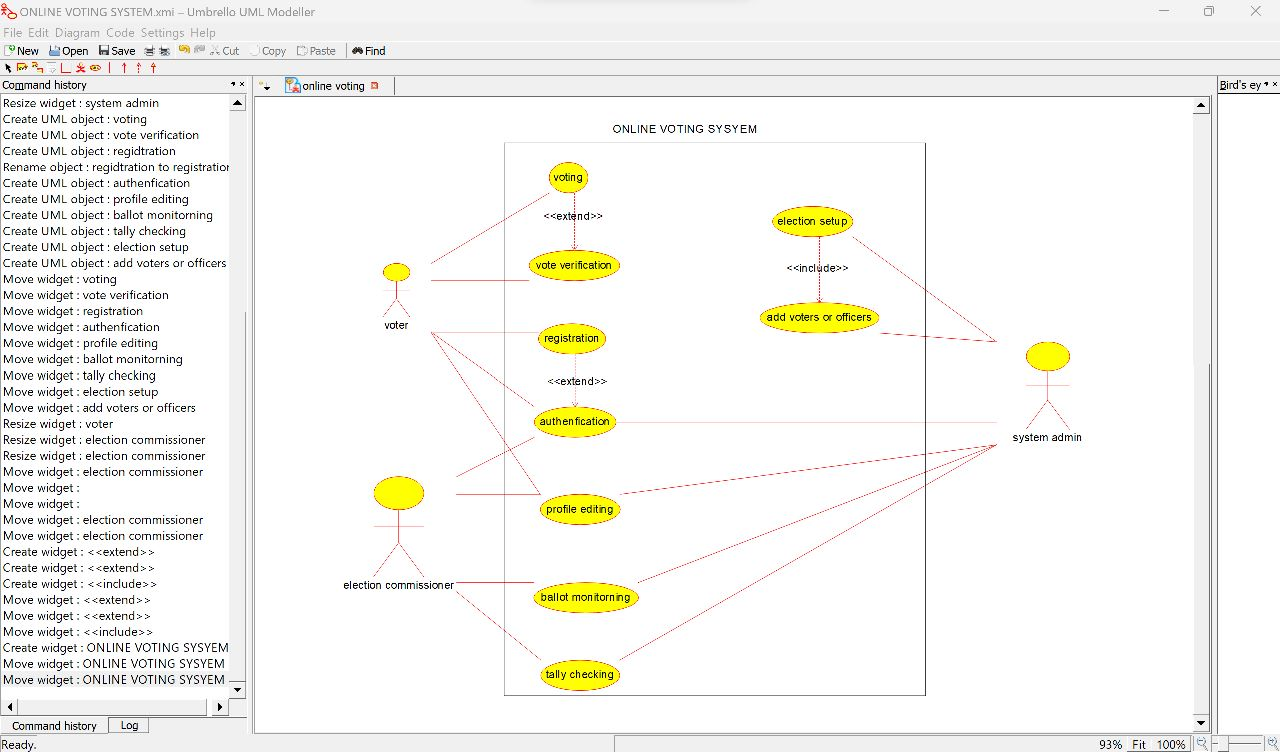 ONLINE VOTING SYSTEM.xmi – Umbrello UML Modeller
File Edit Diagram Code Settings Help
New Open Save Cut Copy Paste Find
Command history
Resize widget : system admin
Create UML object : voting
Create UML object : vote verification
Create UML object : regidtration
Rename object : regidtration to registration
Create UML object : authenfication
Create UML object : profile editing
Create UML object : ballot monitorning
Create UML object : tally checking
Create UML object : election setup
Create UML object : add voters or officers
Move widget : voting
Move widget : vote verification
Move widget : registration
Move widget : authenfication
Move widget : profile editing
Move widget : ballot monitorning
Move widget : tally checking
Move widget : election setup
Move widget : add voters or officers
Resize widget : voter
Resize widget : election commissioner
Resize widget : election commissioner
Move widget : election commissioner
Move widget :
Move widget :
Move widget : election commissioner
Move widget : election commissioner
Create widget : <<extend>>
Create widget : <<extend>>
Create widget : <<include>>
Move widget : <<extend>>
Move widget : <<extend>>
Move widget : <<include>>
Create widget : ONLINE VOTING SYSYEM
Move widget : ONLINE VOTING SYSYEM
Move widget : ONLINE VOTING SYSYEM
Command history Log
Ready.
online voting
ONLINE VOTING SYSYEM
voting
<<extend>>
vote verification
election setup
<<include>>
add voters or officers
voter
registration
<<extend>>
authenfication
system admin
profile editing
election commissioner
ballot monitorning
tally checking
Bird's ey
93% Fit 100%